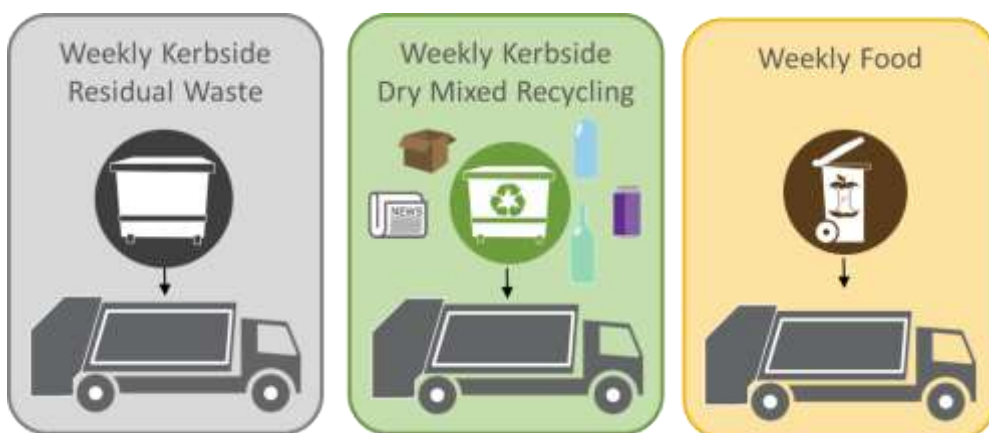 Weekly Kerbside
Residual Waste
Weekly Kerbside
Dry Mixed Recycling
NEWS
Weekly Food